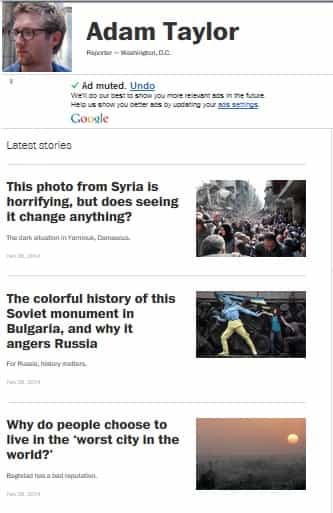 Adam Taylor
Reporter — Washington, D.C.
Ad muted. Undo
We'll do our best to show you more relevant ads in the future.
Help us show you better ads by updating your ads settings.
Google
Latest stories
This photo from Syria is
horrifying, but does seeing
it change anything?
The dark situation in Yarmouk, Damascus.
Feb 28, 2014
The colorful history of this
Soviet monument in
Bulgaria, and why it
angers Russia
For Russia, history matters.
Feb 28, 2014
Why do people choose to
live in the ‘worst city in the
world?’
Baghdad has a bad reputation.
Feb 28, 2014